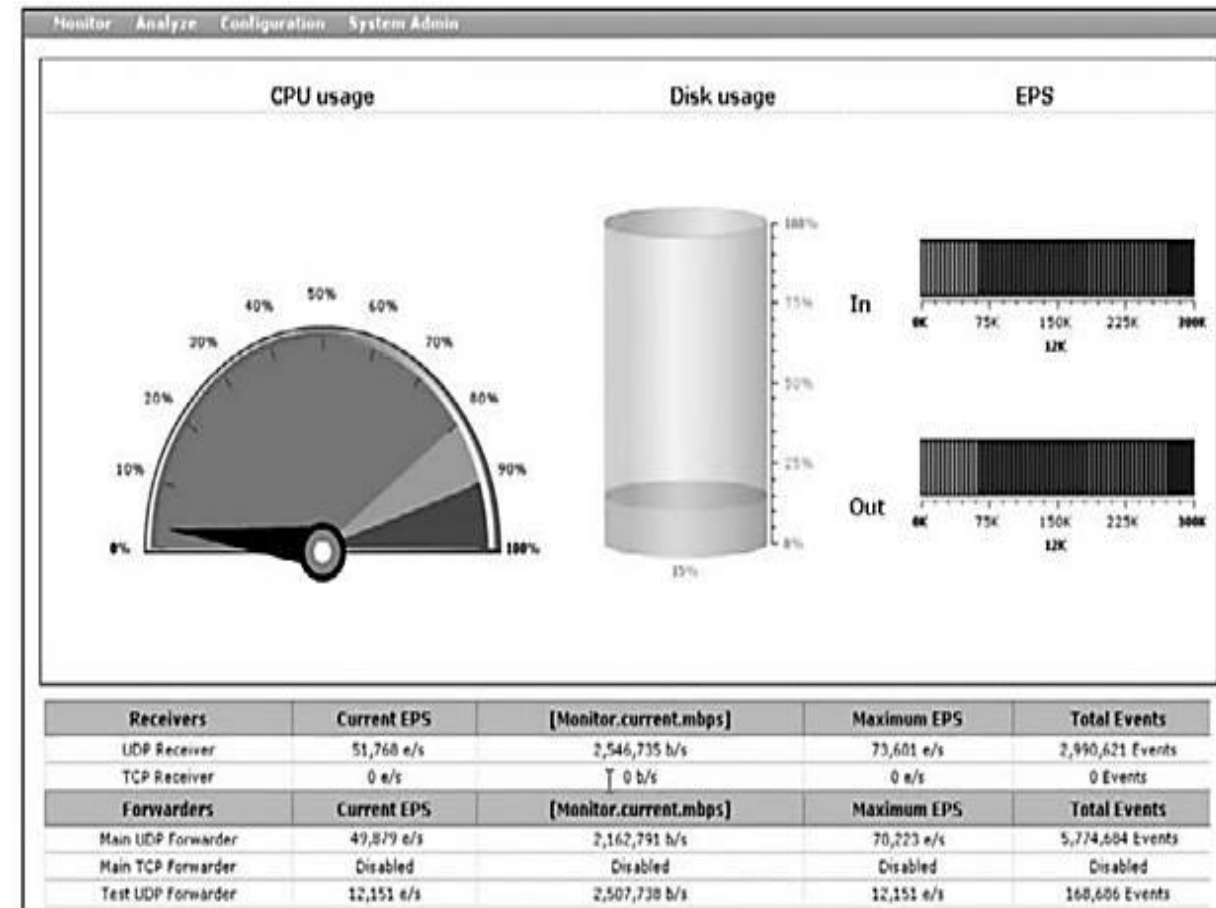 Monitor Analyze Configuration System Admin
CPU usage Disk usage EPS
0% 10% 20% 30% 40% 50% 60% 70% 80% 90% 100%
100%
75%
50%
25%
0%
15%
In
0K 75K 150K 225K 300K
12K
Out
0K 75K 150K 225K 300K
12K
Receivers Current EPS [Monitor.current.mbps] Maximum EPS Total Events
UDP Receiver 51,768 e/s 2,546,735 b/s 73,601 e/s 2,990,621 Events
TCP Receiver 0 e/s 0 b/s 0 e/s 0 Events
Forwarders Current EPS [Monitor.current.mbps] Maximum EPS Total Events
Main UDP Forwarder 49,879 e/s 2,162,791 b/s 70,223 e/s 5,774,684 Events
Main TCP Forwarder Disabled Disabled Disabled Disabled
Test UDP Forwarder 12,151 e/s 2,507,738 b/s 12,151 e/s 168,686 Events